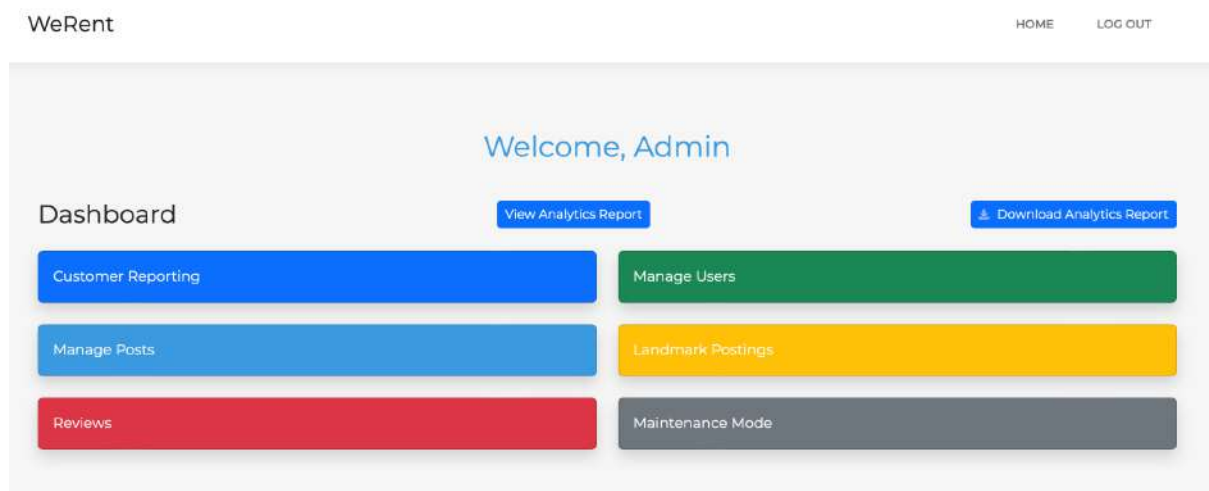 WeRent
HOME LOG OUT
Welcome, Admin
Dashboard
View Analytics Report
Download Analytics Report
Customer Reporting
Manage Users
Manage Posts
Landmark Postings
Reviews
Maintenance Mode